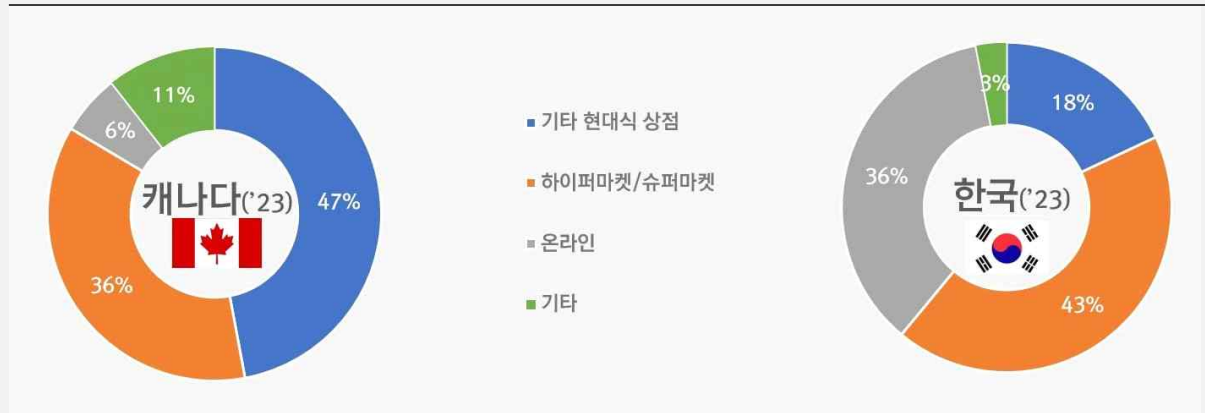 11%
6%
캐나다('23)
47%
36%
기타 현대식 상점
하이퍼마켓/슈퍼마켓
온라인
기타
3%
18%
36%
한국('23)
43%